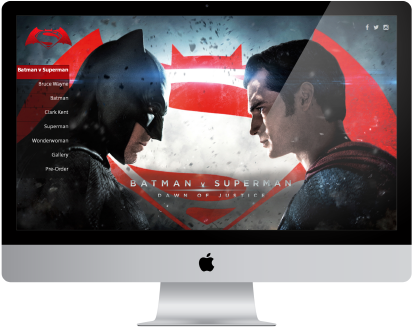 Batman v Superman
Bruce Wayne
Batman
Clark Kent
Superman
Wonderwoman
Gallery
Pre-Order
BATMAN v SUPERMAN
DAWN OF JUSTICE